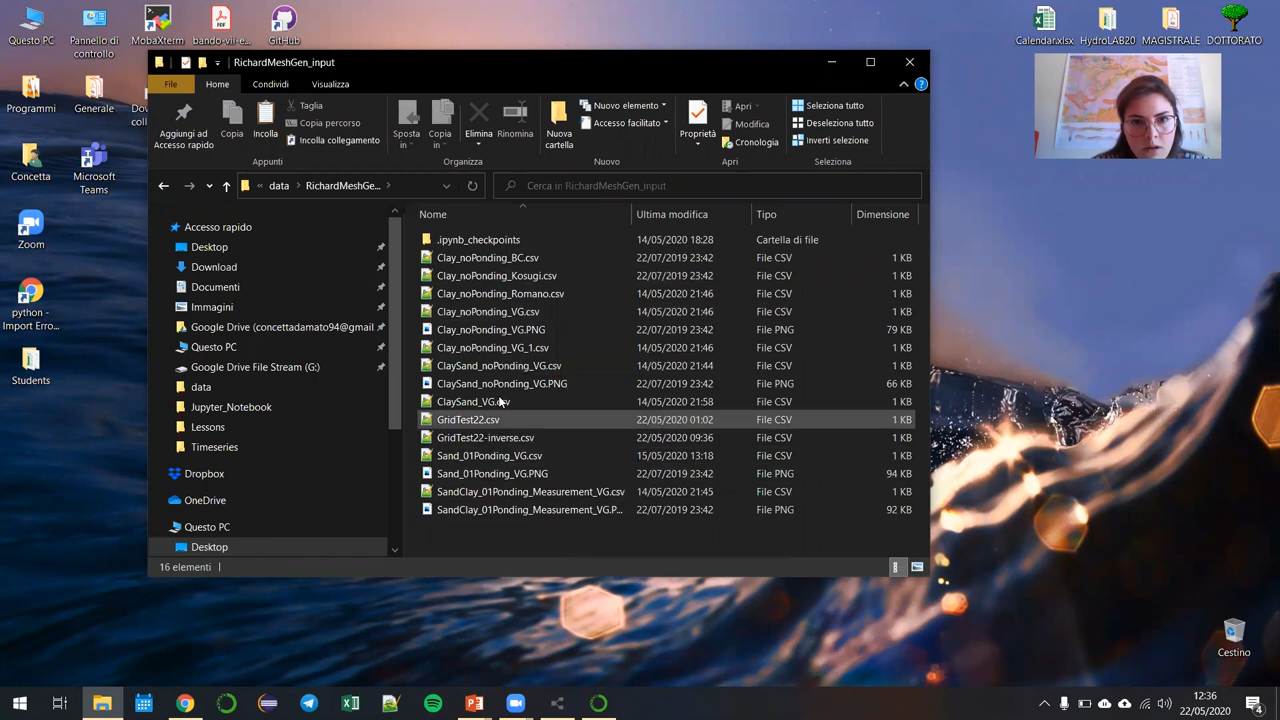 Questo PC
Pannello di
controllo
MobaXterm
bando-vii-e...
GitHub
Calendar.xlsx
HydroLAB20
MAGISTRALE
DOTTORATO
Programmi
Generale
Concetta
Microsoft
Teams
Zoom
python -
Import Erro...
Students
Cestino
RichardMeshGen_input
File
Home
Condividi
Visualizza
Aggiungi ad
Accesso rapido
Copia
Incolla
Taglia
Copia percorso
Incolla collegamento
Appunti
Sposta
in
Copia
in
Elimina
Rinomina
Organizza
Nuova
cartella
Nuovo elemento
Accesso facilitato
Nuovo
Proprietà
Apri
Modifica
Cronologia
Apri
Seleziona tutto
Deseleziona tutto
Inverti selezione
Seleziona
« data > RichardMeshGe... >
Cerca in RichardMeshGen_input
Accesso rapido
Desktop
Download
Documenti
Immagini
Google Drive (concettadamato94@gmail
Questo PC
Google Drive File Stream (G:)
data
Jupyter_Notebook
Lessons
Timeseries
Dropbox
OneDrive
Questo PC
Desktop
Nome Ultima modifica Tipo Dimensione
.ipynb_checkpoints 14/05/2020 18:28 Cartella di file
Clay_noPonding_BC.csv 22/07/2019 23:42 File CSV 1 KB
Clay_noPonding_Kosugi.csv 22/07/2019 23:42 File CSV 1 KB
Clay_noPonding_Romano.csv 14/05/2020 21:46 File CSV 1 KB
Clay_noPonding_VG.csv 14/05/2020 21:46 File CSV 1 KB
Clay_noPonding_VG.PNG 22/07/2019 23:42 File PNG 79 KB
Clay_noPonding_VG_1.csv 14/05/2020 21:46 File CSV 1 KB
ClaySand_noPonding_VG.csv 14/05/2020 21:44 File CSV 1 KB
ClaySand_noPonding_VG.PNG 22/07/2019 23:42 File PNG 66 KB
ClaySand_VG.csv 14/05/2020 21:58 File CSV 1 KB
GridTest22.csv 22/05/2020 01:02 File CSV 1 KB
GridTest22-inverse.csv 22/05/2020 09:36 File CSV 1 KB
Sand_01Ponding_VG.csv 15/05/2020 13:18 File CSV 1 KB
Sand_01Ponding_VG.PNG 22/07/2019 23:42 File PNG 94 KB
SandClay_01Ponding_Measurement_VG.csv 14/05/2020 21:45 File CSV 1 KB
SandClay_01Ponding_Measurement_VG.P... 22/07/2019 23:42 File PNG 92 KB
16 elementi
12:36
22/05/2020
4